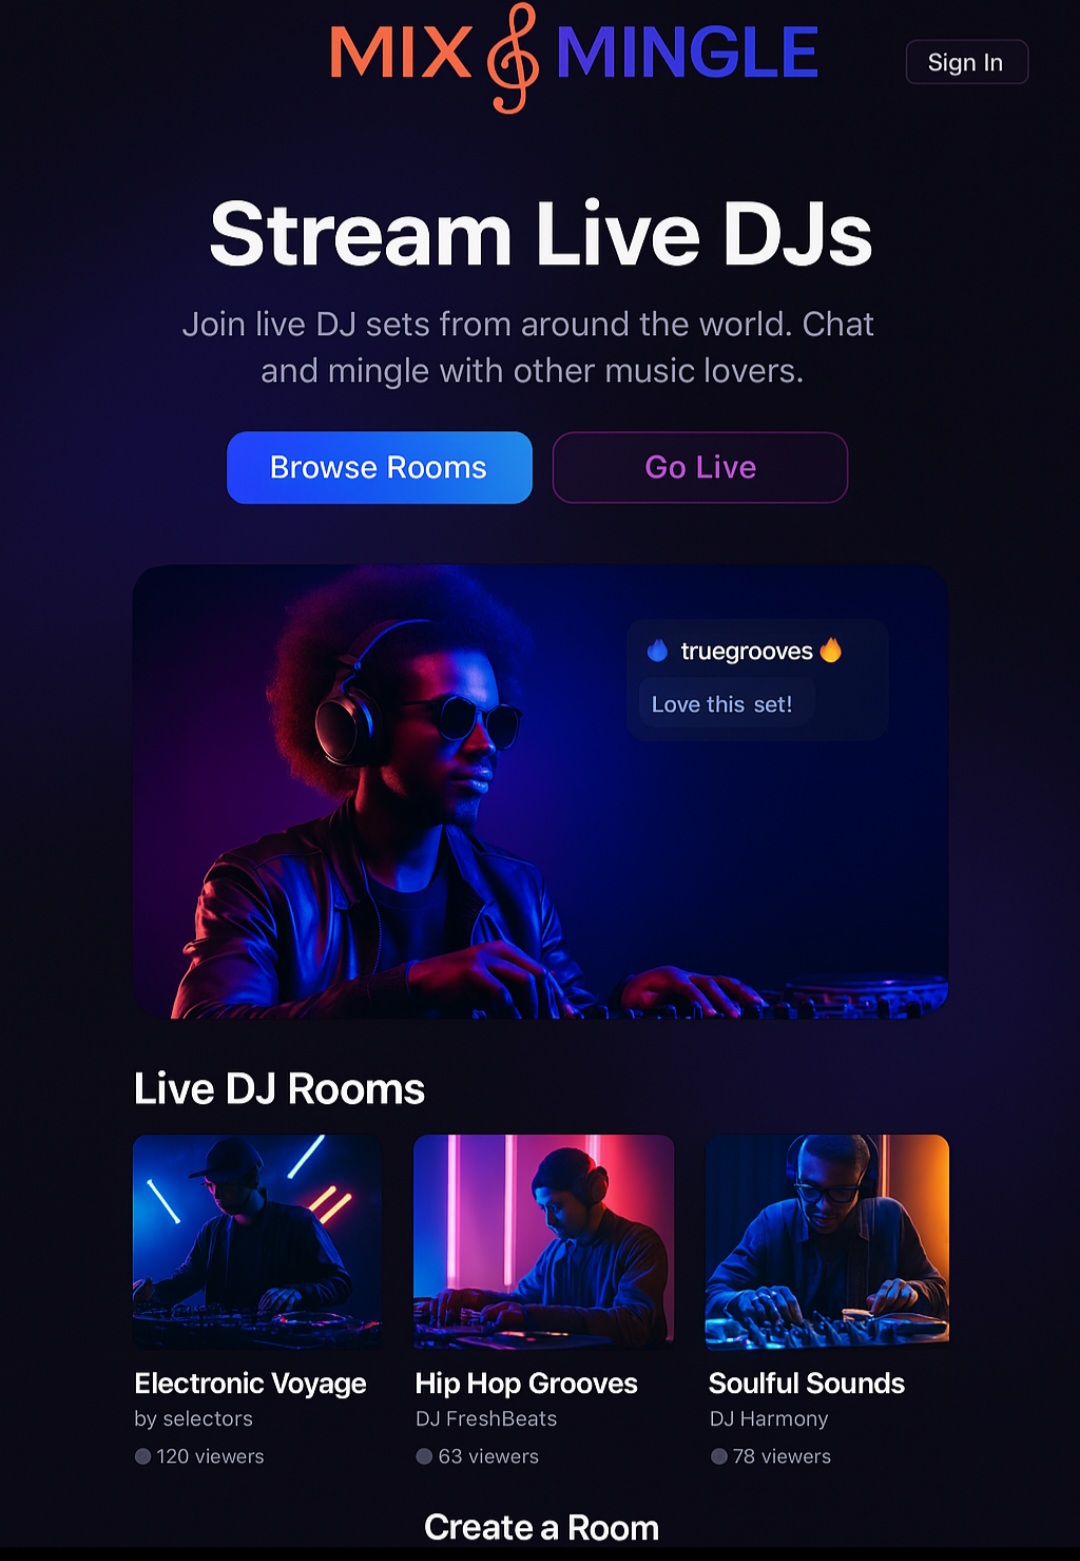 MIX 𝄞 MINGLE
Sign In
Stream Live DJs
Join live DJ sets from around the world. Chat
and mingle with other music lovers.
Browse Rooms
Go Live
truegrooves
Love this set!
Live DJ Rooms
Electronic Voyage
by selectors
120 viewers
Hip Hop Grooves
DJ FreshBeats
63 viewers
Soulful Sounds
DJ Harmony
78 viewers
Create a Room